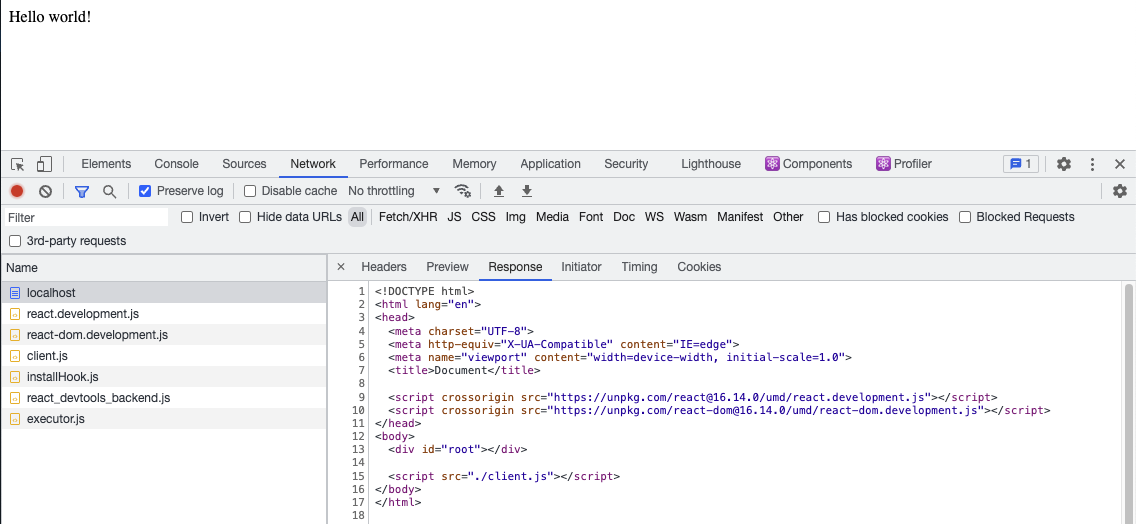 Hello world!
Elements Console Sources Network Performance Memory Application Security Lighthouse Components Profiler 1
Preserve log Disable cache No throttling
Filter Invert Hide data URLs All Fetch/XHR JS CSS Img Media Font Doc WS Wasm Manifest Other Has blocked cookies Blocked Requests
3rd-party requests
Name
localhost
react.development.js
react-dom.development.js
client.js
installHook.js
react_devtools_backend.js
executor.js
× Headers Preview Response Initiator Timing Cookies
1 <!DOCTYPE html>
2 <html lang="en">
3 <head>
4 <meta charset="UTF-8">
5 <meta http-equiv="X-UA-Compatible" content="IE=edge">
6 <meta name="viewport" content="width=device-width, initial-scale=1.0">
7 <title>Document</title>
8
9 <script crossorigin src="https://unpkg.com/react@16.14.0/umd/react.development.js"></script>
10 <script crossorigin src="https://unpkg.com/react-dom@16.14.0/umd/react-dom.development.js"></script>
11 </head>
12 <body>
13 <div id="root"></div>
14
15 <script src="./client.js"></script>
16 </body>
17 </html>
18